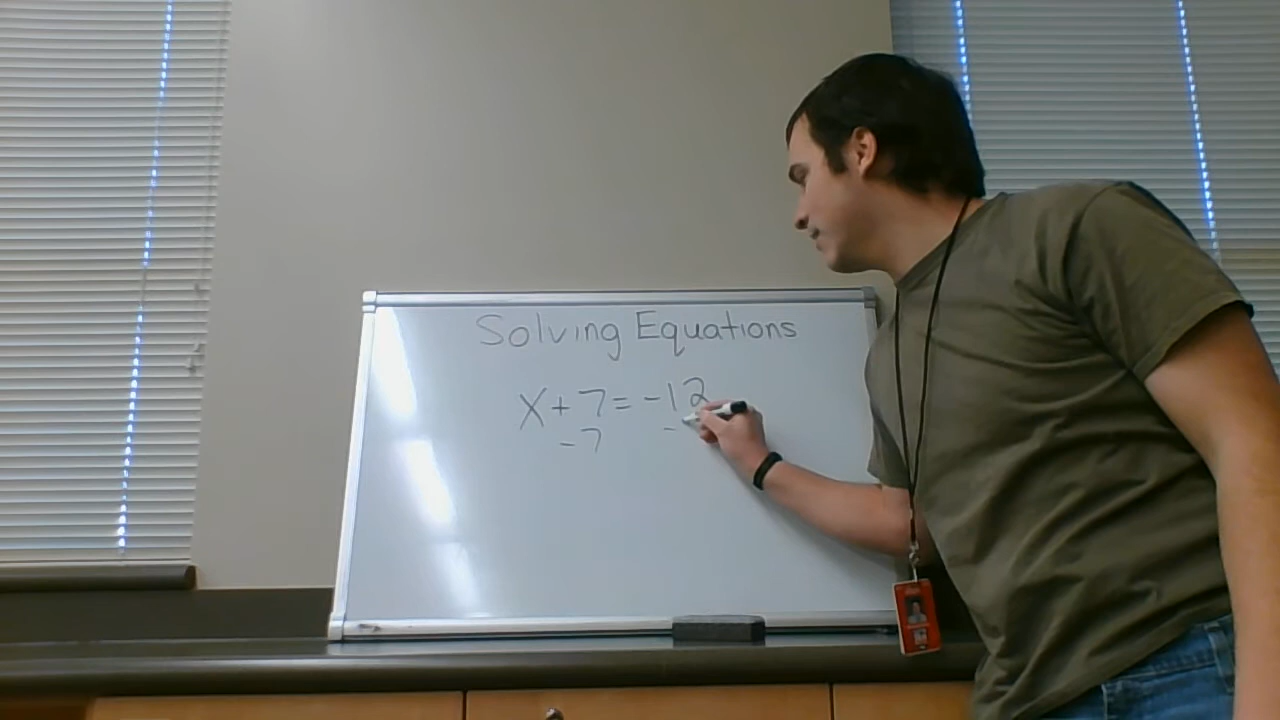 Solving Equations
X + 7 = -12
-7 -